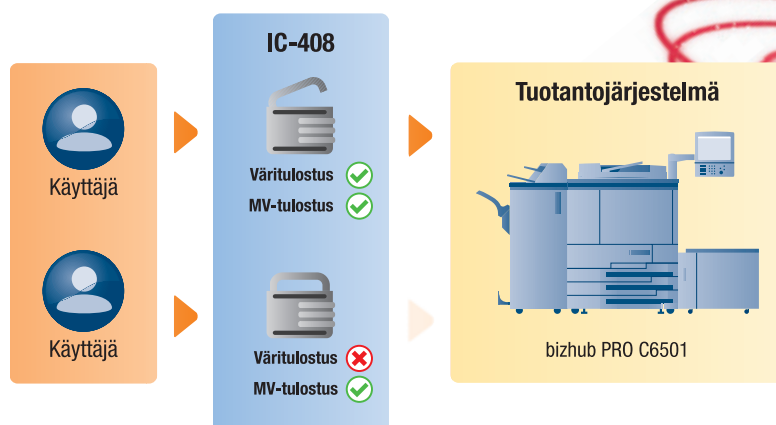 IC-408
Käyttäjä
Väritulostus
MV-tulostus
Käyttäjä
Väritulostus
MV-tulostus
Tuotantojärjestelmä
bizhub PRO C6501